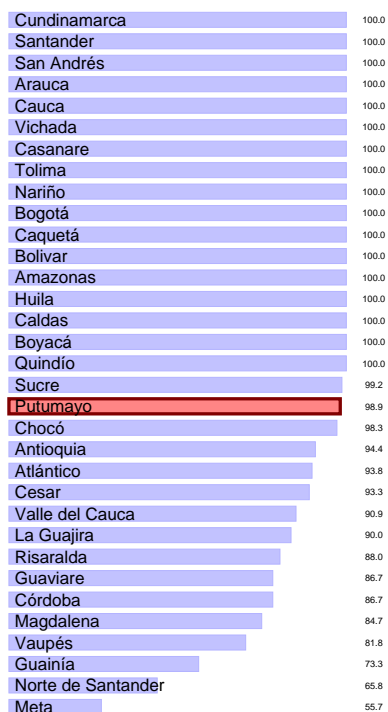 Cundinamarca 100.0
Santander 100.0
San Andrés 100.0
Arauca 100.0
Cauca 100.0
Vichada 100.0
Casanare 100.0
Tolima 100.0
Nariño 100.0
Bogotá 100.0
Caquetá 100.0
Bolivar 100.0
Amazonas 100.0
Huila 100.0
Caldas 100.0
Boyacá 100.0
Quindío 100.0
Sucre 99.2
Putumayo 98.9
Chocó 98.3
Antioquia 94.4
Atlántico 93.8
Cesar 93.3
Valle del Cauca 90.9
La Guajira 90.0
Risaralda 88.0
Guaviare 86.7
Córdoba 86.7
Magdalena 84.7
Vaupés 81.8
Guainía 73.3
Norte de Santander 65.8
Meta 55.7